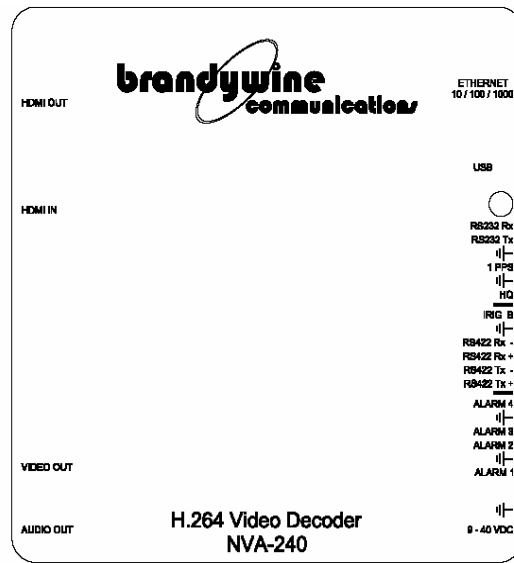 brandywine
communications
HDMI OUT
HDMI IN
VIDEO OUT
AUDIO OUT
ETHERNET
10 / 100 / 1000
USB
RS232 Rx
RS232 Tx
1 PPS
HQ
IRIG B
RS422 Rx -
RS422 Rx +
RS422 Tx -
RS422 Tx +
ALARM 4
ALARM 3
ALARM 2
ALARM 1
9 - 40 VDC
H.264 Video Decoder
NVA-240